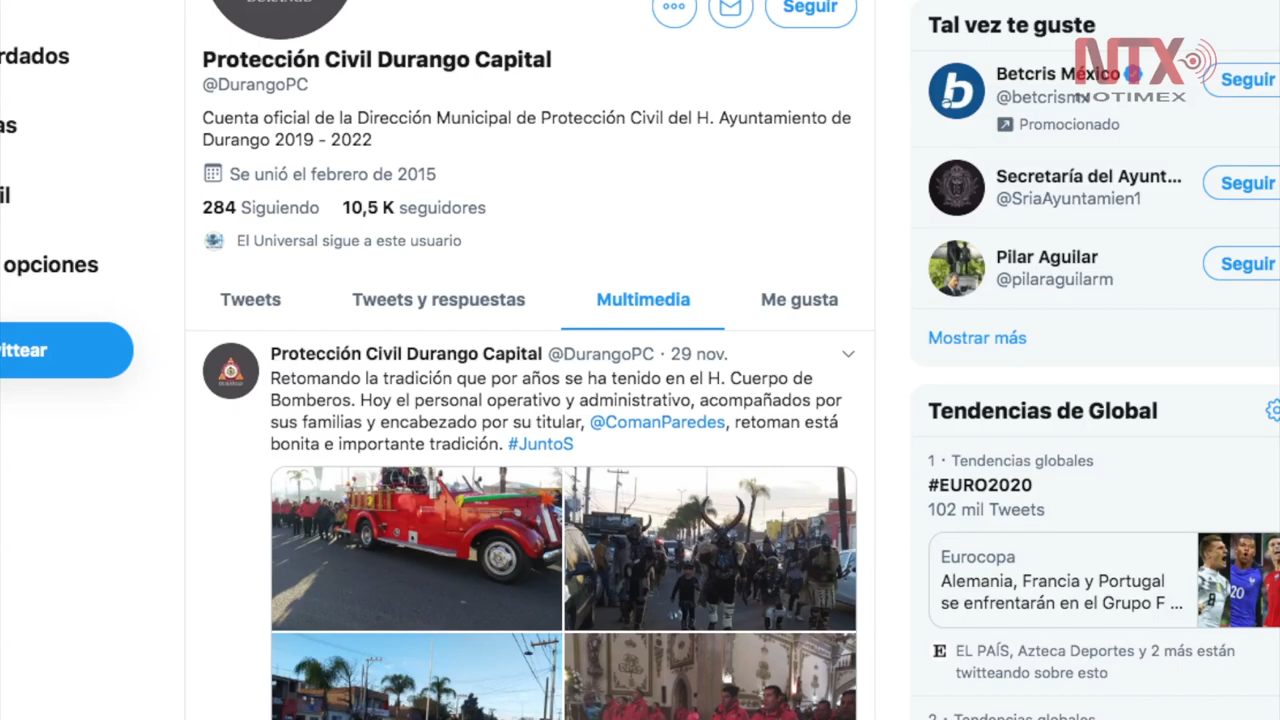 DURANGO
Seguir
Protección Civil Durango Capital
@DurangoPC
Cuenta oficial de la Dirección Municipal de Protección Civil del H. Ayuntamiento de
Durango 2019 - 2022
Se unió el febrero de 2015
284 Siguiendo 10,5 K seguidores
El Universal sigue a este usuario
Tweets Tweets y respuestas Multimedia Me gusta
Protección Civil Durango Capital @DurangoPC · 29 nov.
Retomando la tradición que por años se ha tenido en el H. Cuerpo de
Bomberos. Hoy el personal operativo y administrativo, acompañados por
sus familias y encabezado por su titular, @ComanParedes, retoman está
bonita e importante tradición. #JuntoS
rdados
as
il
opciones
ittear
Tal vez te guste
NTX
NOTIMEX
Betcris México
@betcrismx
Seguir
Promocionado
Secretaría del Ayunt...
@SriaAyuntamien1
Seguir
Pilar Aguilar
@pilaraguilarm
Seguir
Mostrar más
Tendencias de Global
1 · Tendencias globales
#EURO2020
102 mil Tweets
Eurocopa
Alemania, Francia y Portugal
se enfrentarán en el Grupo F ...
8
20
E EL PAÍS, Azteca Deportes y 2 más están
twitteando sobre esto
2 · Tendencias globales